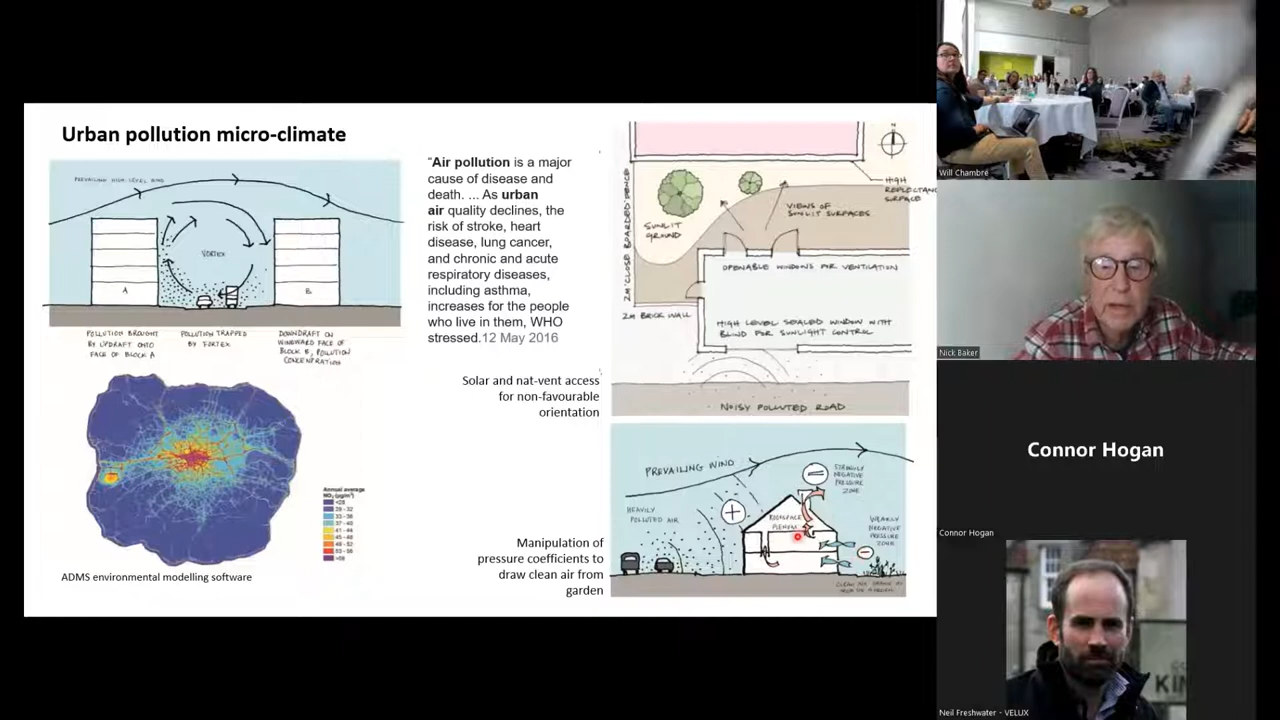 Urban pollution micro-climate
PREVAILING HIGH LEVEL WIND
VORTEX
A
B
POLLUTION BROUGHT
BY UPDRAFT ONTO
FACE OF BLOCK A
POLLUTION TRAPPED
BY VORTEX
DOWNDRAFT ON
WINDWARD FACE OF
BLOCK B, POLLUTION
CONCENTRATION
"Air pollution is a major
cause of disease and
death. ... As urban
air quality declines, the
risk of stroke, heart
disease, lung cancer,
and chronic and acute
respiratory diseases,
including asthma,
increases for the people
who live in them, WHO
stressed.12 May 2016
Solar and nat-vent access
for non-favourable
orientation
Manipulation of
pressure coefficients to
draw clean air from
garden
Annual average
NO₂ (µg/m³)
ADMS environmental modelling software
N
HIGH
REFLECTANCE
SURFACE
2M CLOSE BOARDED FENCE
SUNLIT
GROUND
VIEWS OF
SUNLIT SURFACES
OPENABLE WINDOWS FOR VENTILATION
2M BRICK WALL
HIGH LEVEL SEALED WINDOW WITH
BLIND FOR SUNLIGHT CONTROL
NOISY POLLUTED ROAD
PREVAILING WIND
STRONGLY
NEGATIVE
PRESSURE
ZONE
HEAVILY
POLLUTED AIR
ROOFSPACE
PLENUM
WEAKLY
NEGATIVE
PRESSURE
ZONE
Will Chambré
Nick Baker
Connor Hogan
Connor Hogan
Neil Freshwater - VELUX